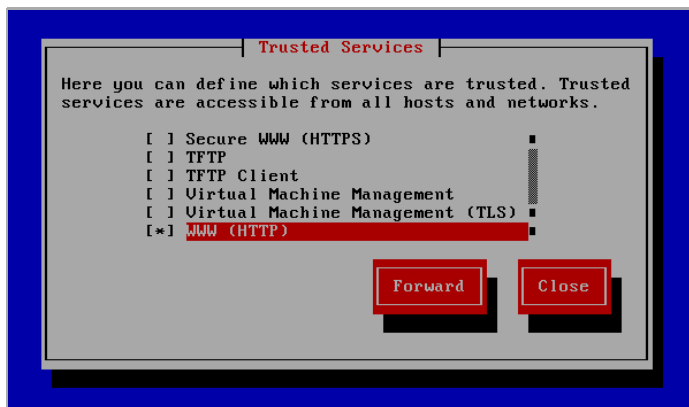 Trusted Services
Here you can define which services are trusted. Trusted
services are accessible from all hosts and networks.
[ ] Secure WWW (HTTPS)
[ ] TFTP
[ ] TFTP Client
[ ] Virtual Machine Management
[ ] Virtual Machine Management (TLS)
[*] WWW (HTTP)
Forward Close